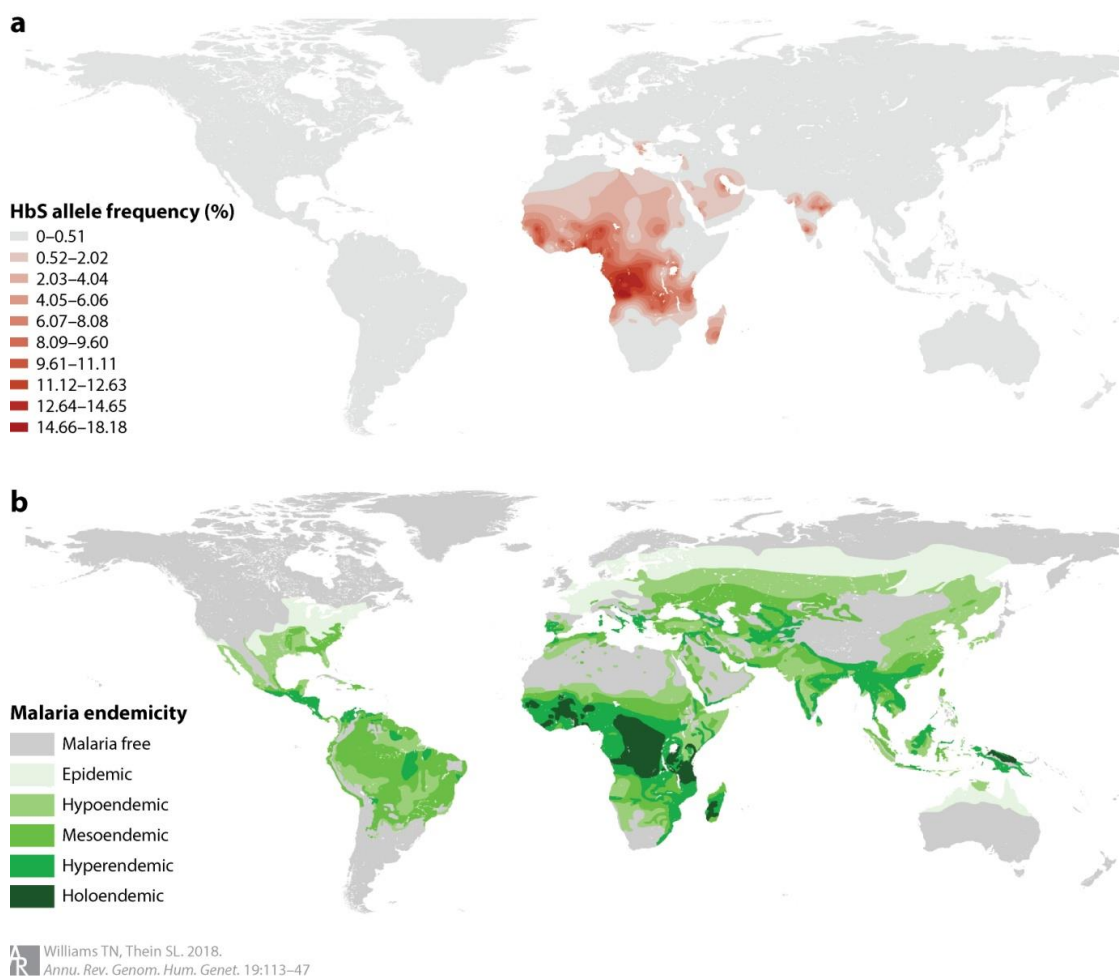 a
HbS allele frequency (%)
0–0.51
0.52–2.02
2.03–4.04
4.05–6.06
6.07–8.08
8.09–9.60
9.61–11.11
11.12–12.63
12.64–14.65
14.66–18.18
b
Malaria endemicity
Malaria free
Epidemic
Hypoendemic
Mesoendemic
Hyperendemic
Holoendemic
AR Williams TN, Thein SL. 2018.
Annu. Rev. Genom. Hum. Genet. 19:113–47